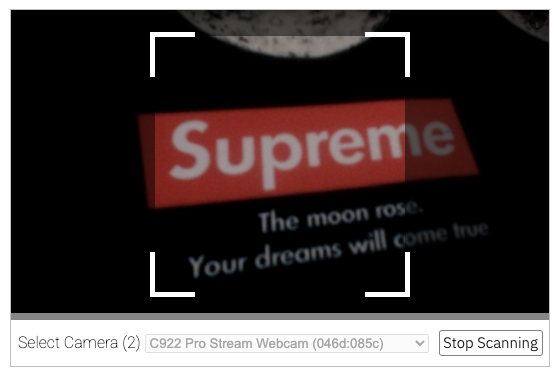 Supreme
The moon rose.
Your dreams will come true
Select Camera (2) C922 Pro Stream Webcam (046d:085c) Stop Scanning